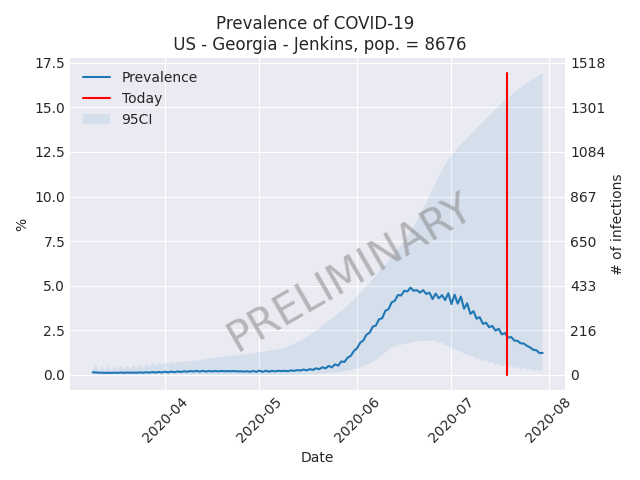 Prevalence of COVID-19
US - Georgia - Jenkins, pop. = 8676
Prevalence
Today
95CI
PRELIMINARY
%
17.5
15.0
12.5
10.0
7.5
5.0
2.5
0.0
1518
1301
1084
867
650
433
216
0
# of infections
2020-04
2020-05
2020-06
2020-07
2020-08
Date